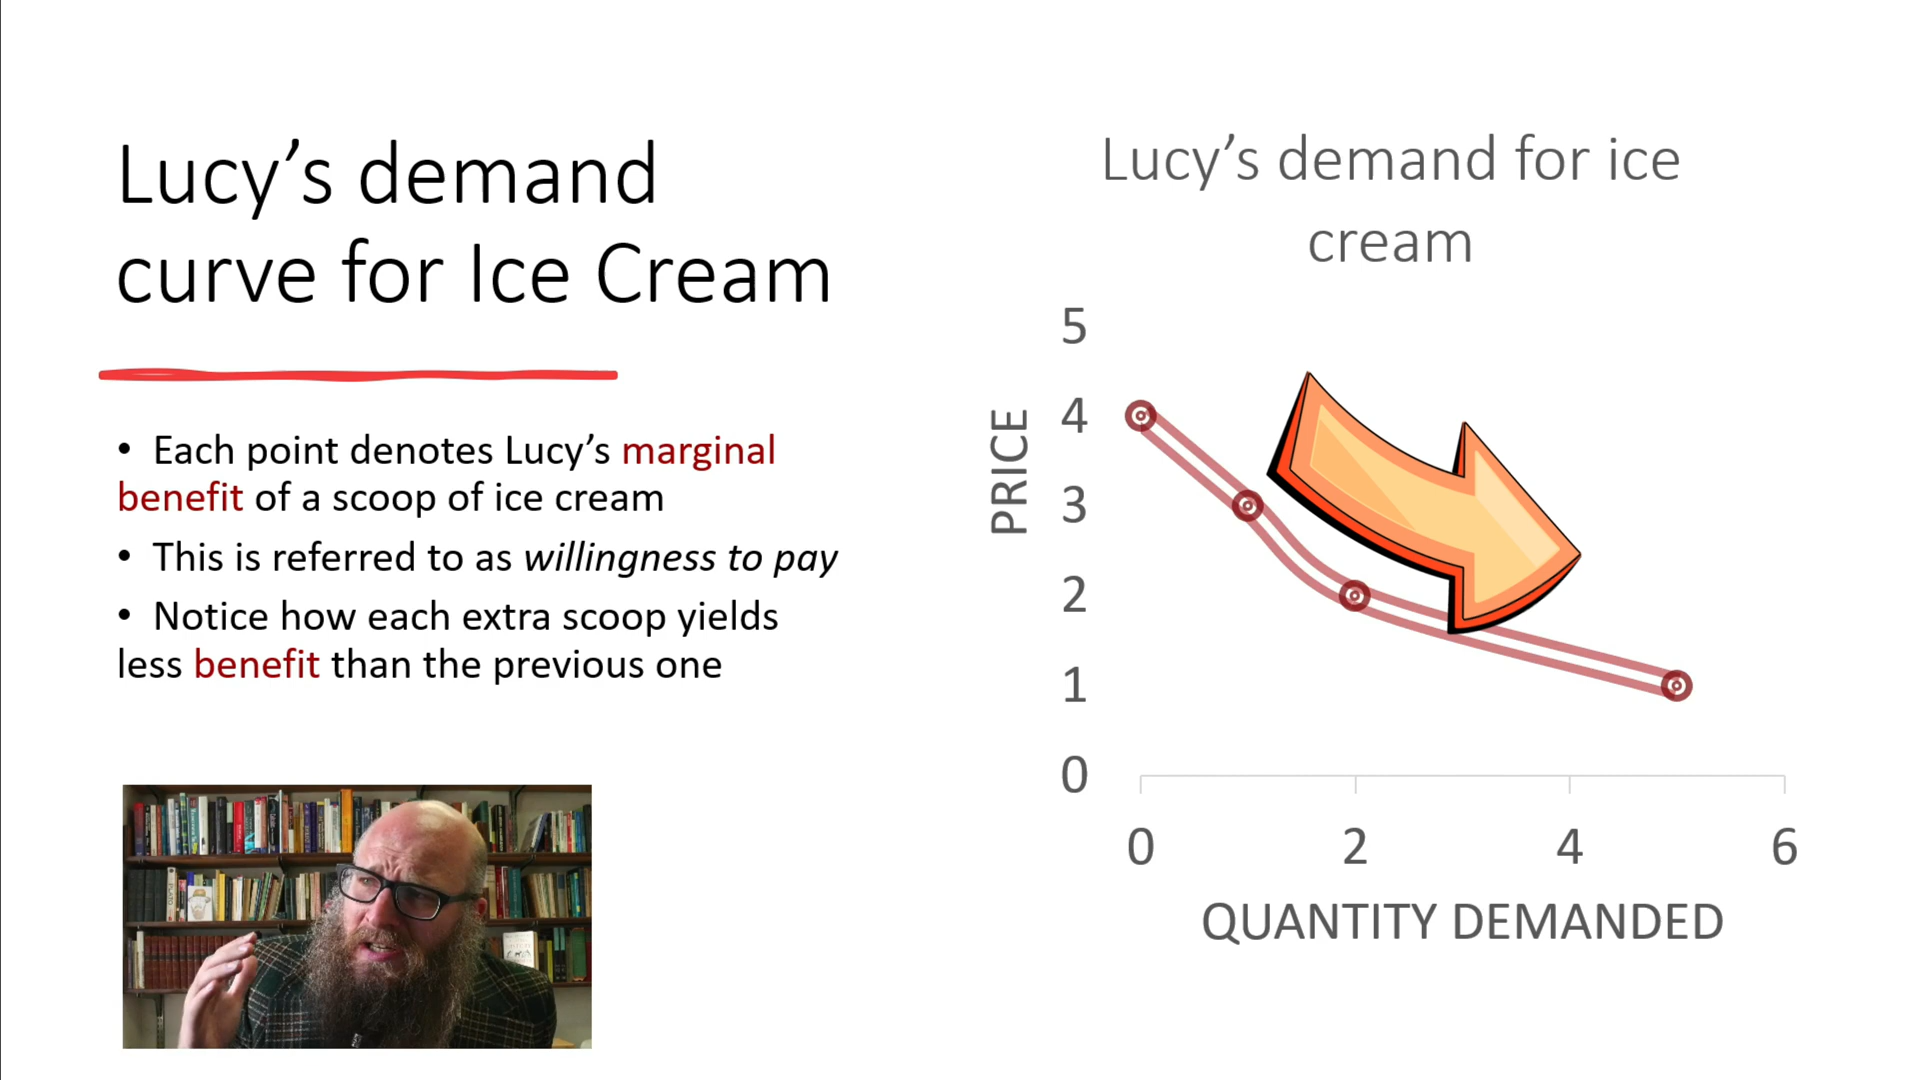 Lucy’s demand
curve for Ice Cream
• Each point denotes Lucy’s marginal
benefit of a scoop of ice cream
• This is referred to as willingness to pay
• Notice how each extra scoop yields
less benefit than the previous one
Lucy’s demand for ice
cream
PRICE
5
4
3
2
1
0
0 2 4 6
QUANTITY DEMANDED